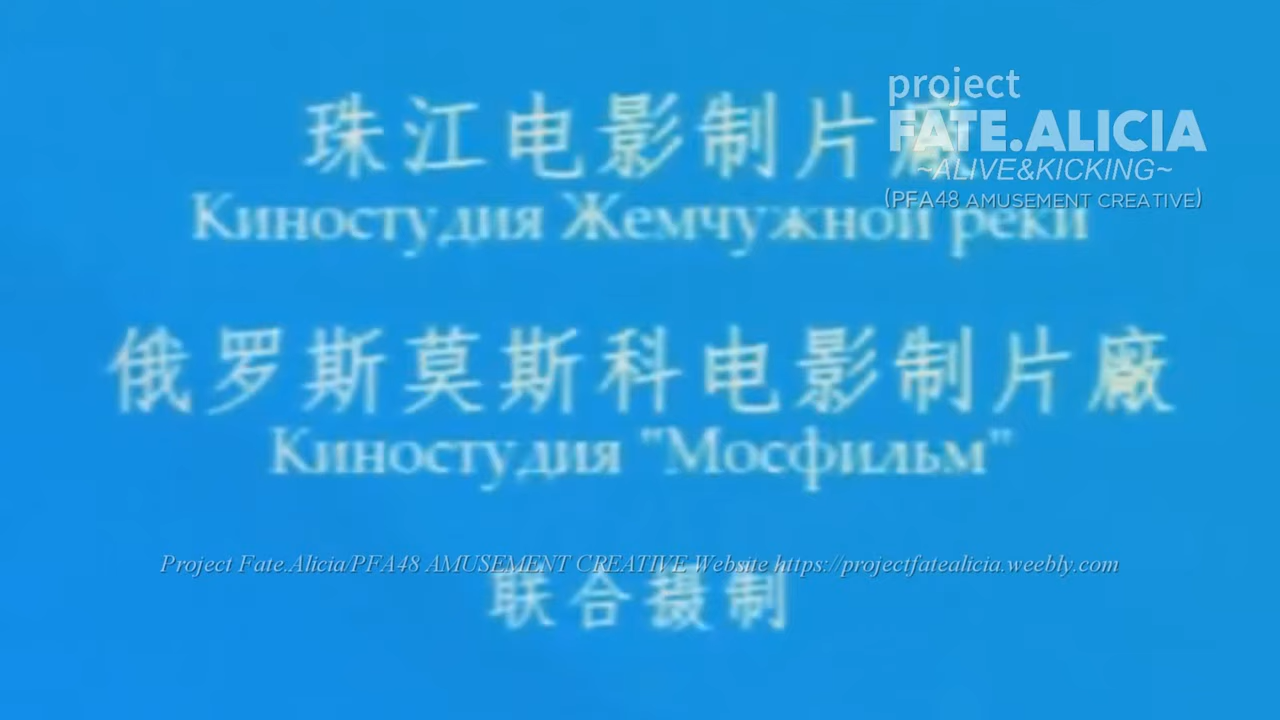 project
FATE.ALICIA
~ALIVE&KICKING~
(PFA48 AMUSEMENT CREATIVE)
珠江电影制片廠
Киностудия Жемчужной реки
俄罗斯莫斯科电影制片廠
Киностудия "Мосфильм"
Project Fate.Alicia/PFA48 AMUSEMENT CREATIVE Website https://projectfatealicia.weebly.com
联合摄制